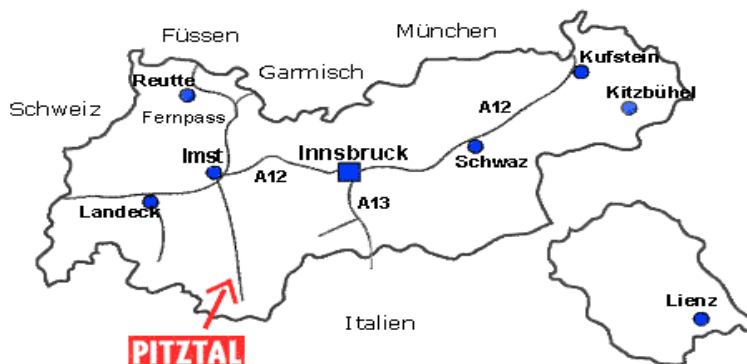 Füssen
München
Kufstein
Reutte
Garmisch
Kitzbühel
Schweiz
Fernpass
A12
Imst
Innsbruck
Schwaz
A12
Landeck
A13
Lienz
Italien
PITZTAL